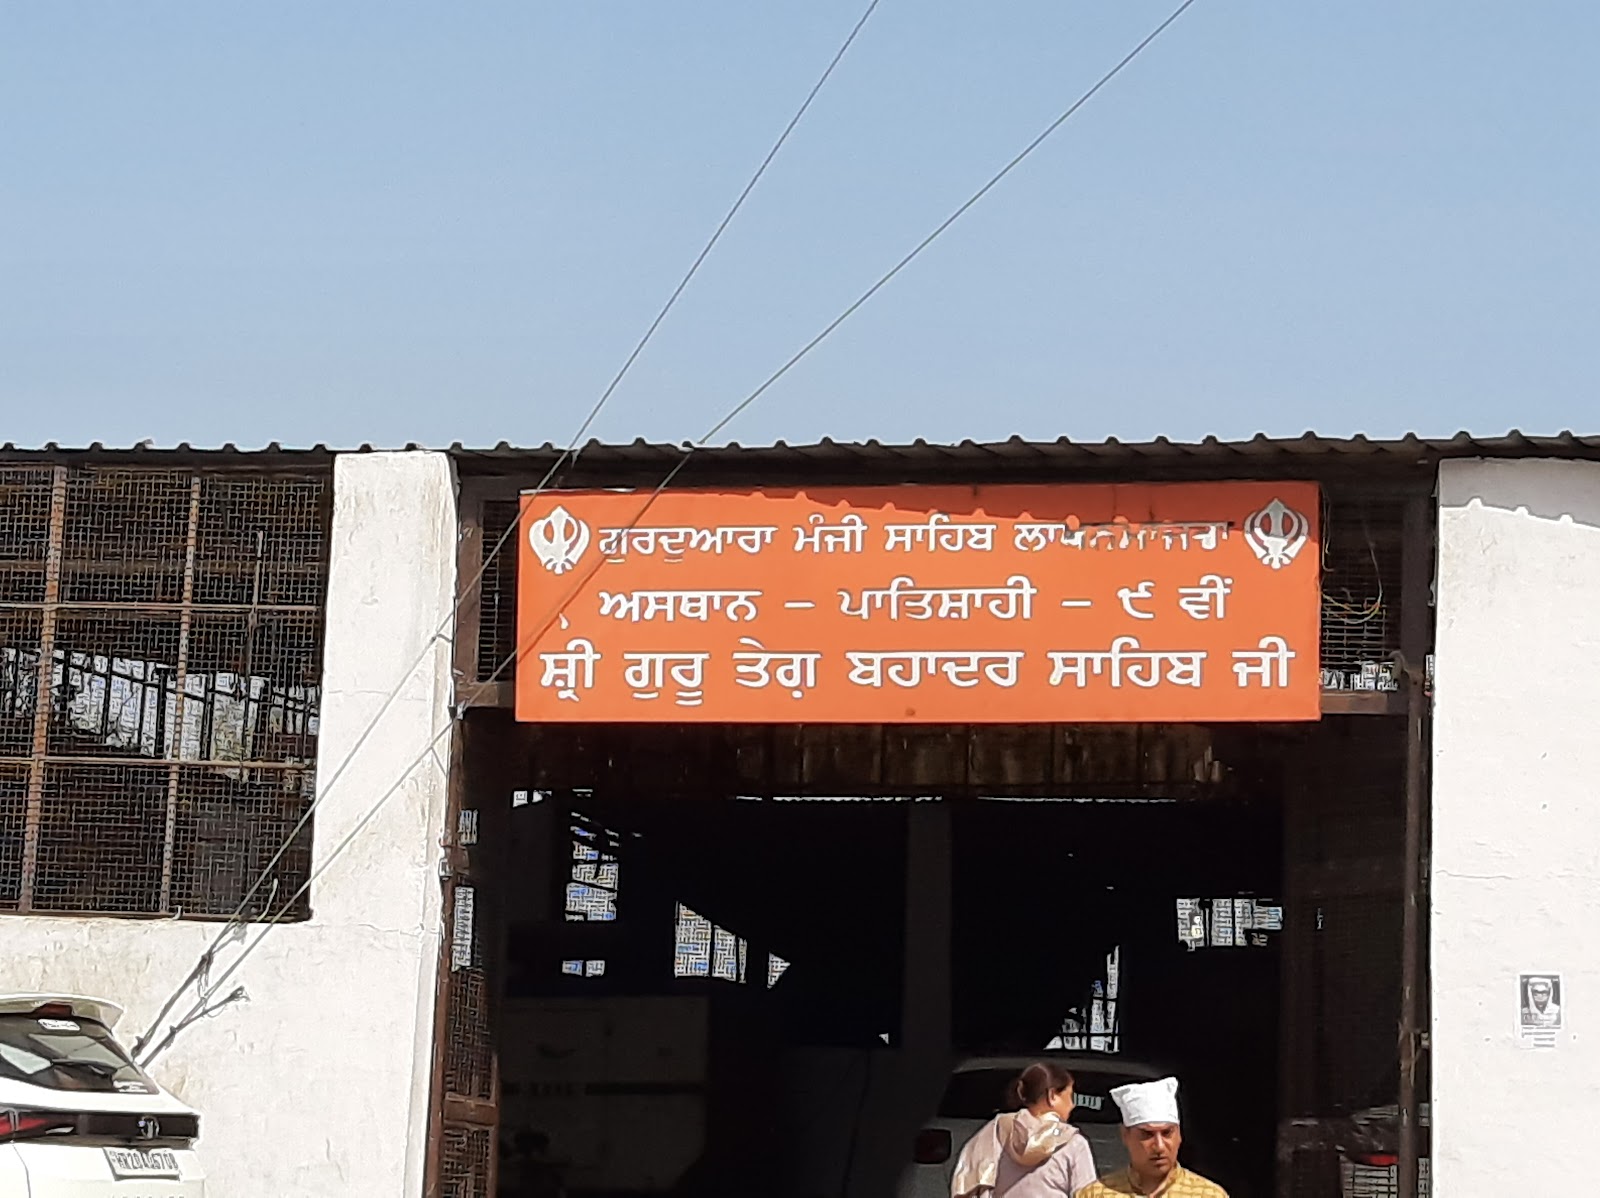 ਗੁਰਦੁਆਰਾ ਮੰਜੀ ਸਾਹਿਬ
ਅਸਥਾਨ - ਪਾਤਿਸ਼ਾਹੀ - ੯ ਵੀਂ
ਸ਼੍ਰੀ ਗੁਰੂ ਤੇਗ਼ ਬਹਾਦਰ ਸਾਹਿਬ ਜੀ